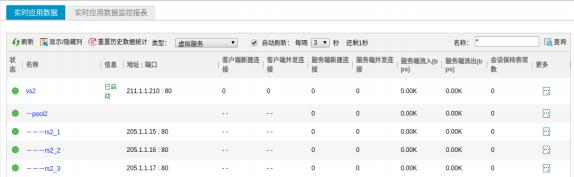 实时应用数据 实时应用数据监控报表
刷新 显示/隐藏列 重置历史数据统计 类型： 虚拟服务 自动刷新： 每隔 3 秒 还剩1秒 名称： * 查询
状态 名称 信息 地址 : 端口 客户端新建连接 客户端并发连接 服务端新建连接 服务端并发连接 服务端流入(bps) 服务端流出(bps) 会话保持表项数 更多
vs2 已启动 211.1.1.210 : 80 0 0 0 0 0.00K 0.00K 0
－pool2 - - - - 0 0 0.00K 0.00K 0
－－－rs2_1 205.1.1.15 : 80 - - - - 0 0 0.00K 0.00K 0
－－－rs2_2 205.1.1.16 : 80 - - - - 0 0 0.00K 0.00K 0
－－－rs2_3 205.1.1.17 : 80 - - - - 0 0 0.00K 0.00K 0